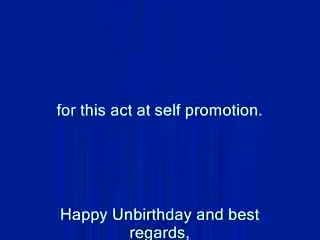 for this act at self promotion.
Happy Unbirthday and best
regards,